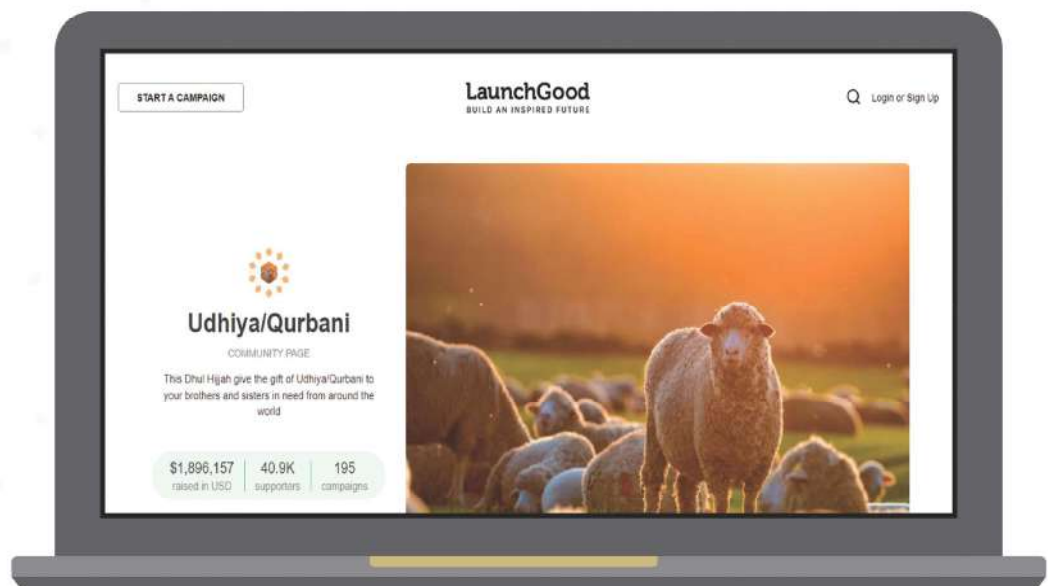 START A CAMPAIGN
LaunchGood
BUILD AN INSPIRED FUTURE
Login or Sign Up
Udhiya/Qurbani
COMMUNITY PAGE
This Dhul Hijjah give the gift of Udhiya/Qurbani to
your brothers and sisters in need from around the
world
$1,896,157 40.9K 195
raised in USD supporters campaigns